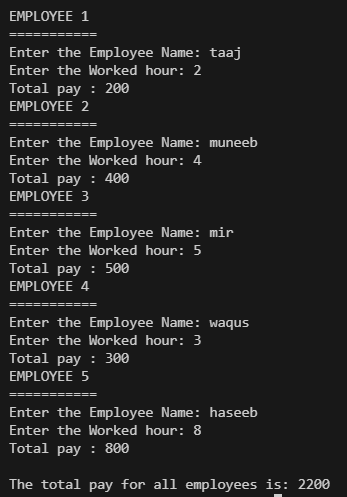 EMPLOYEE 1
===========
Enter the Employee Name: taaj
Enter the Worked hour: 2
Total pay : 200
EMPLOYEE 2
===========
Enter the Employee Name: muneeb
Enter the Worked hour: 4
Total pay : 400
EMPLOYEE 3
===========
Enter the Employee Name: mir
Enter the Worked hour: 5
Total pay : 500
EMPLOYEE 4
===========
Enter the Employee Name: waqus
Enter the Worked hour: 3
Total pay : 300
EMPLOYEE 5
===========
Enter the Employee Name: haseeb
Enter the Worked hour: 8
Total pay : 800
The total pay for all employees is: 2200